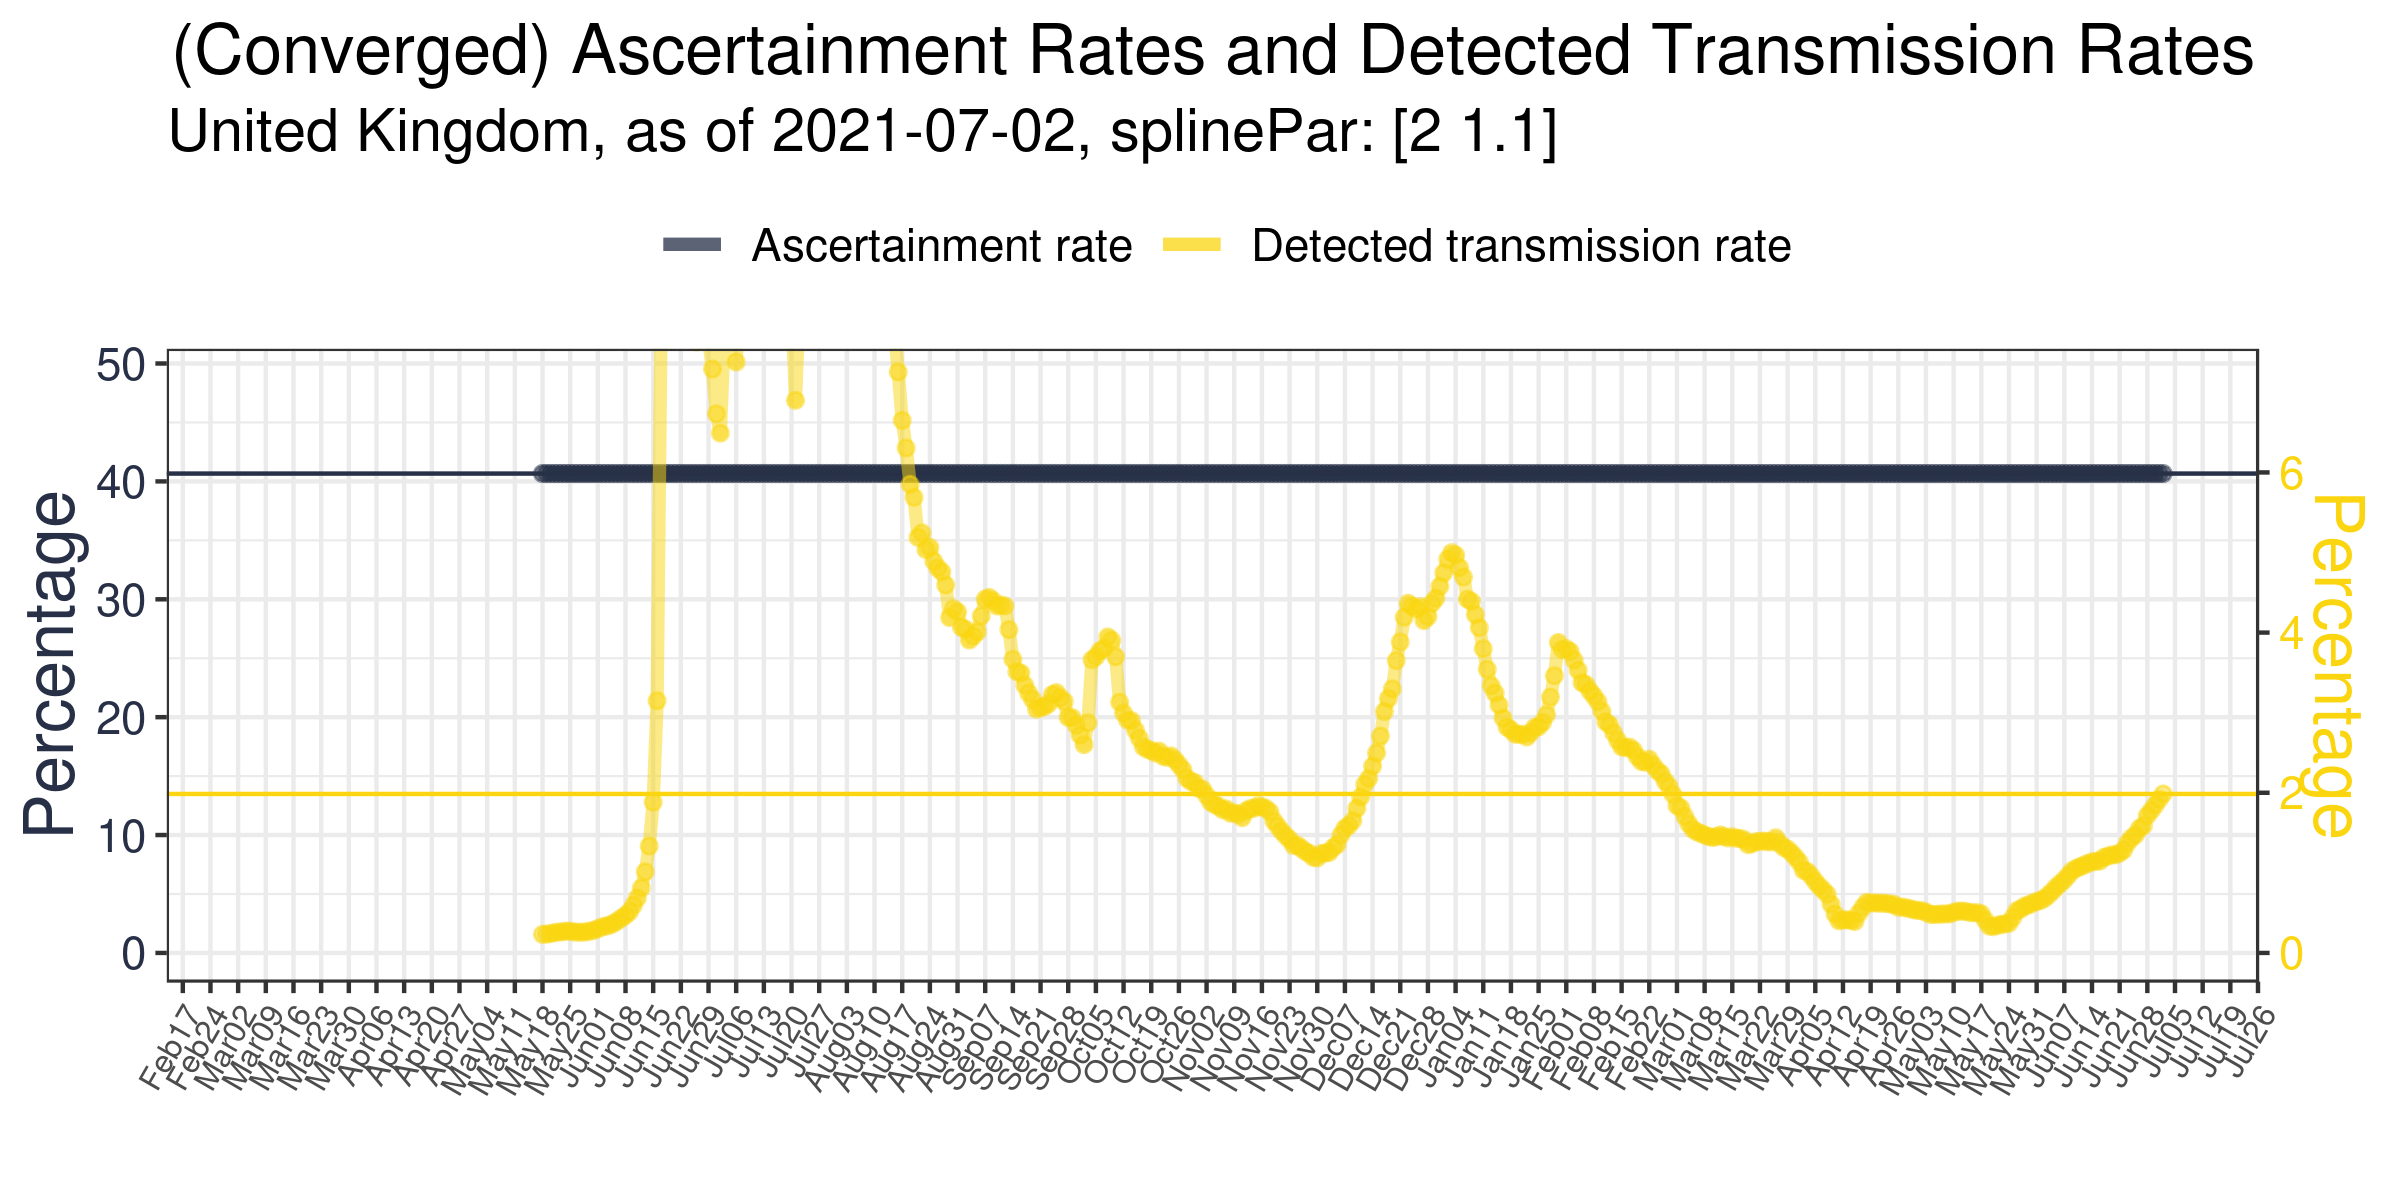 (Converged) Ascertainment Rates and Detected Transmission Rates
United Kingdom, as of 2021-07-02, splinePar: [2 1.1]
Ascertainment rate
Detected transmission rate
Percentage
50
40
30
20
10
0
6
4
2
0
Percentage
Feb17
Feb24
Mar02
Mar09
Mar16
Mar23
Mar30
Apr06
Apr13
Apr20
Apr27
May04
May11
May18
May25
Jun01
Jun08
Jun15
Jun22
Jun29
Jul06
Jul13
Jul20
Jul27
Aug03
Aug10
Aug17
Aug24
Aug31
Sep07
Sep14
Sep21
Sep28
Oct05
Oct12
Oct19
Oct26
Nov02
Nov09
Nov16
Nov23
Nov30
Dec07
Dec14
Dec21
Dec28
Jan04
Jan11
Jan18
Jan25
Feb01
Feb08
Feb15
Feb22
Mar01
Mar08
Mar15
Mar22
Mar29
Apr05
Apr12
Apr19
Apr26
May03
May10
May17
May24
May31
Jun07
Jun14
Jun21
Jun28
Jul05
Jul12
Jul19
Jul26